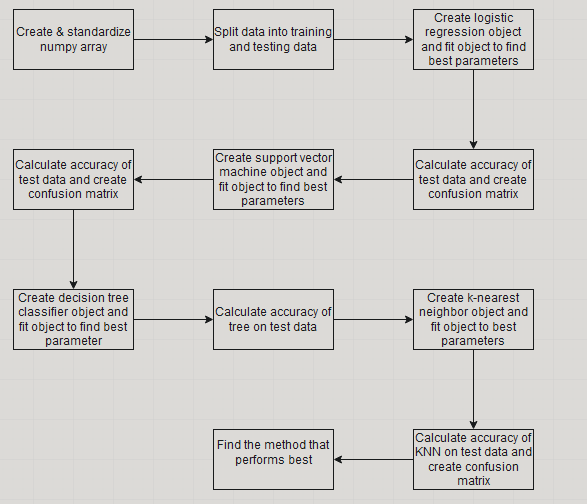 Create & standardize
numpy array
Split data into training
and testing data
Create logistic
regression object
and fit object to find
best parameters
Calculate accuracy of
test data and create
confusion matrix
Create support vector
machine object and
fit object to find best
parameters
Calculate accuracy of
test data and create
confusion matrix
Create decision tree
classifier object and
fit object to find best
parameter
Calculate accuracy of
tree on test data
Create k-nearest
neighbor object and
fit object to best
parameters
Calculate accuracy of
KNN on test data and
create confusion
matrix
Find the method that
performs best